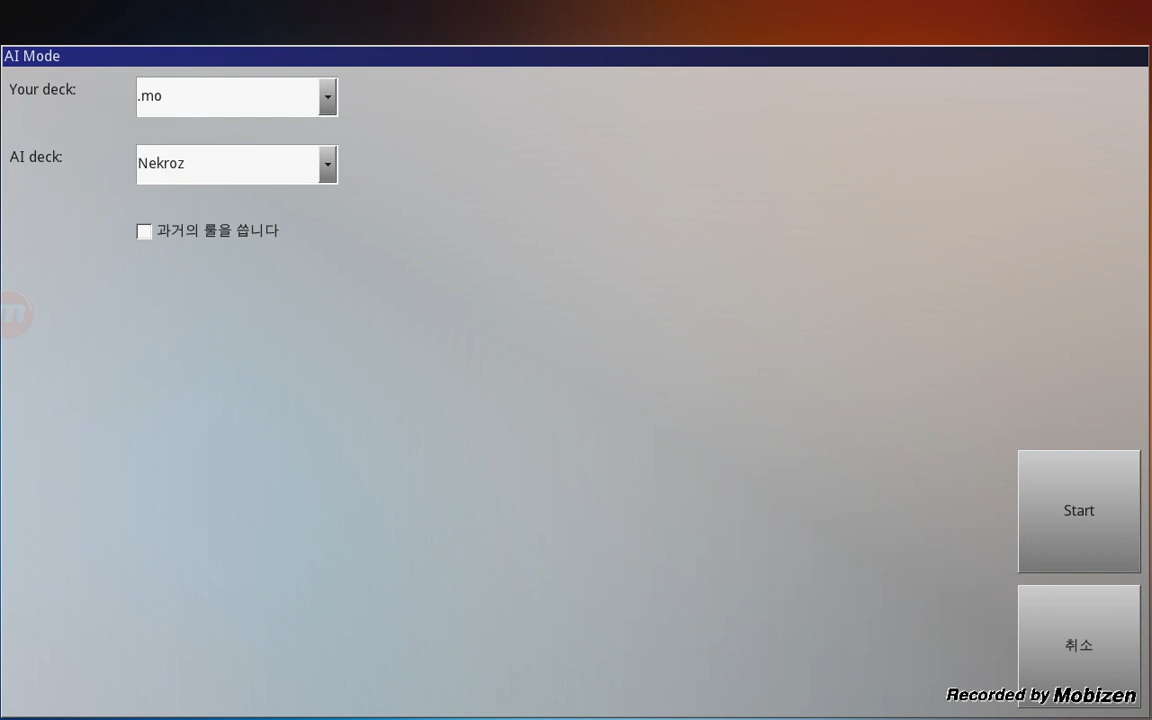 AI Mode
Your deck:
.mo
AI deck:
Nekroz
과거의 룰을 씁니다
m
Start
취소
Recorded by Mobizen